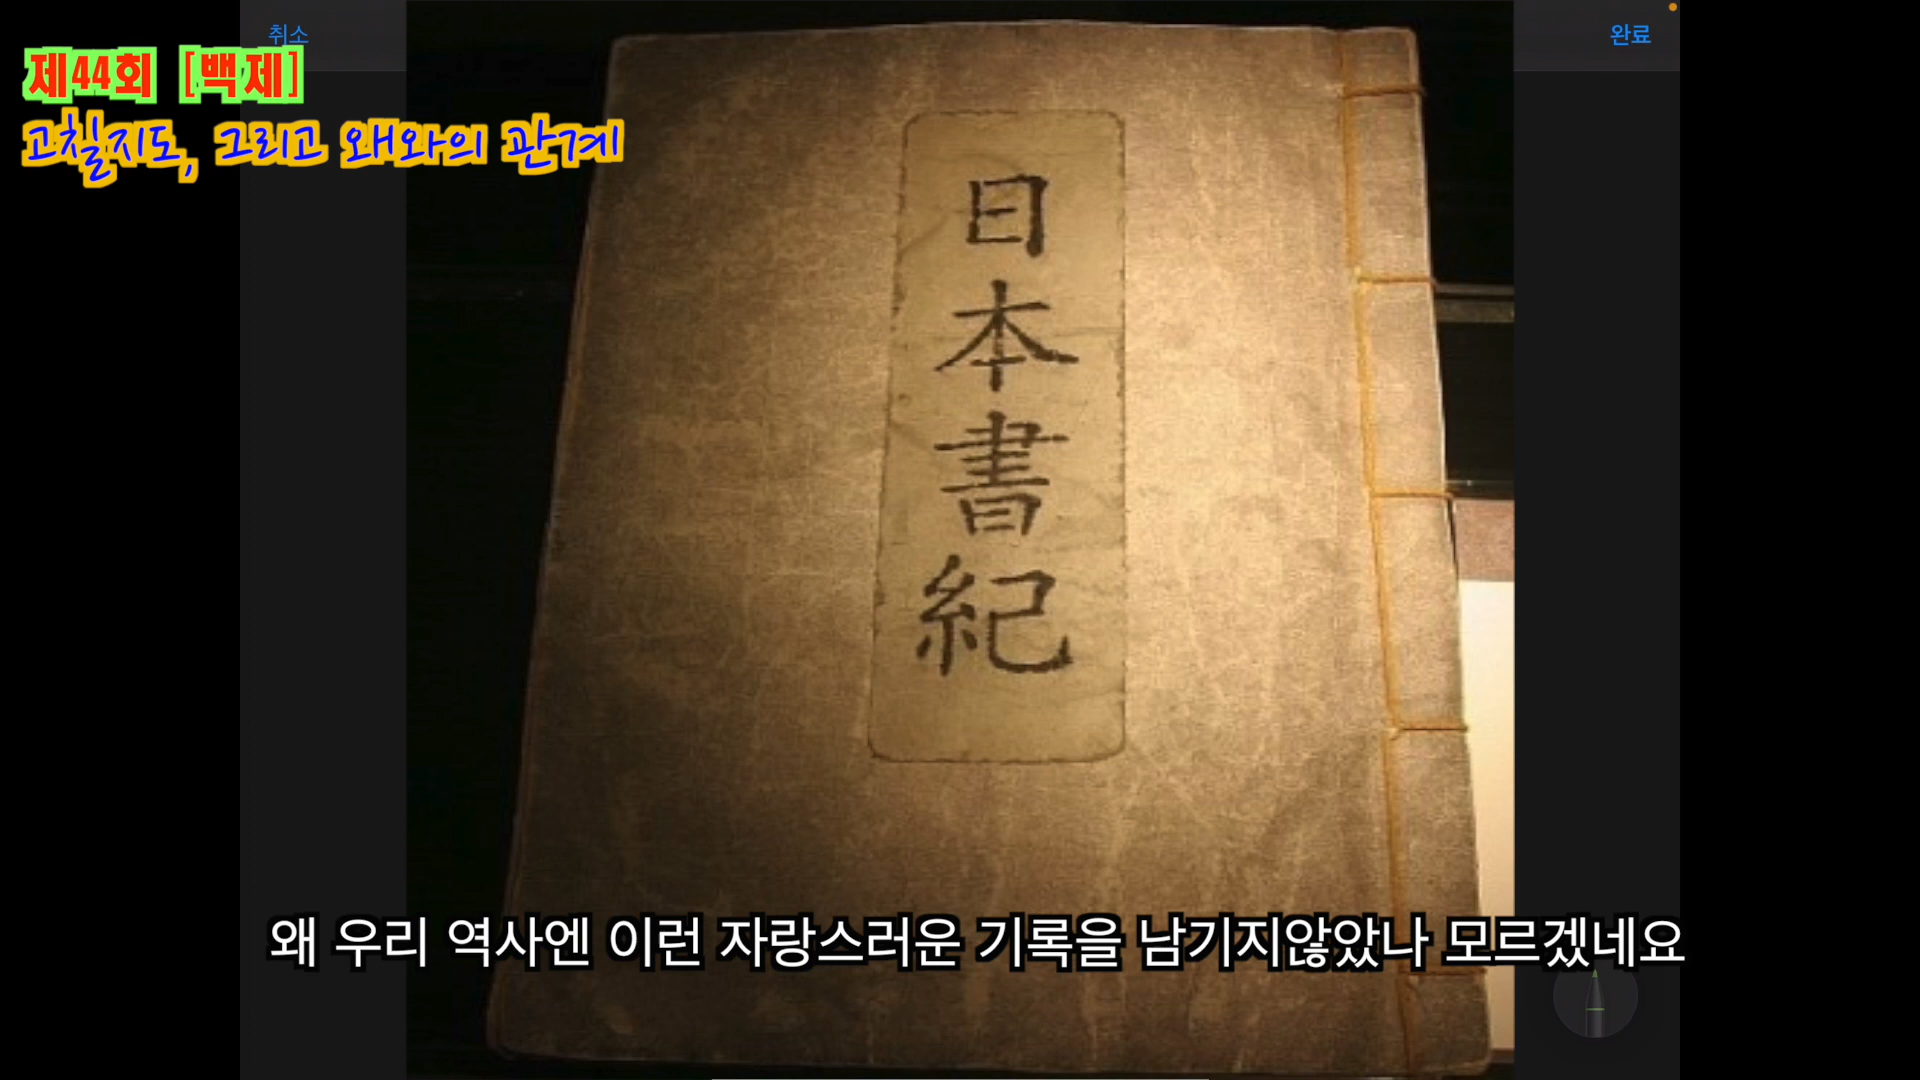 취소
완료
제44회 [백제]
고칠지도, 그리고 왜와의 관계
日
本
書
紀
왜 우리 역사엔 이런 자랑스러운 기록을 남기지않았나 모르겠네요